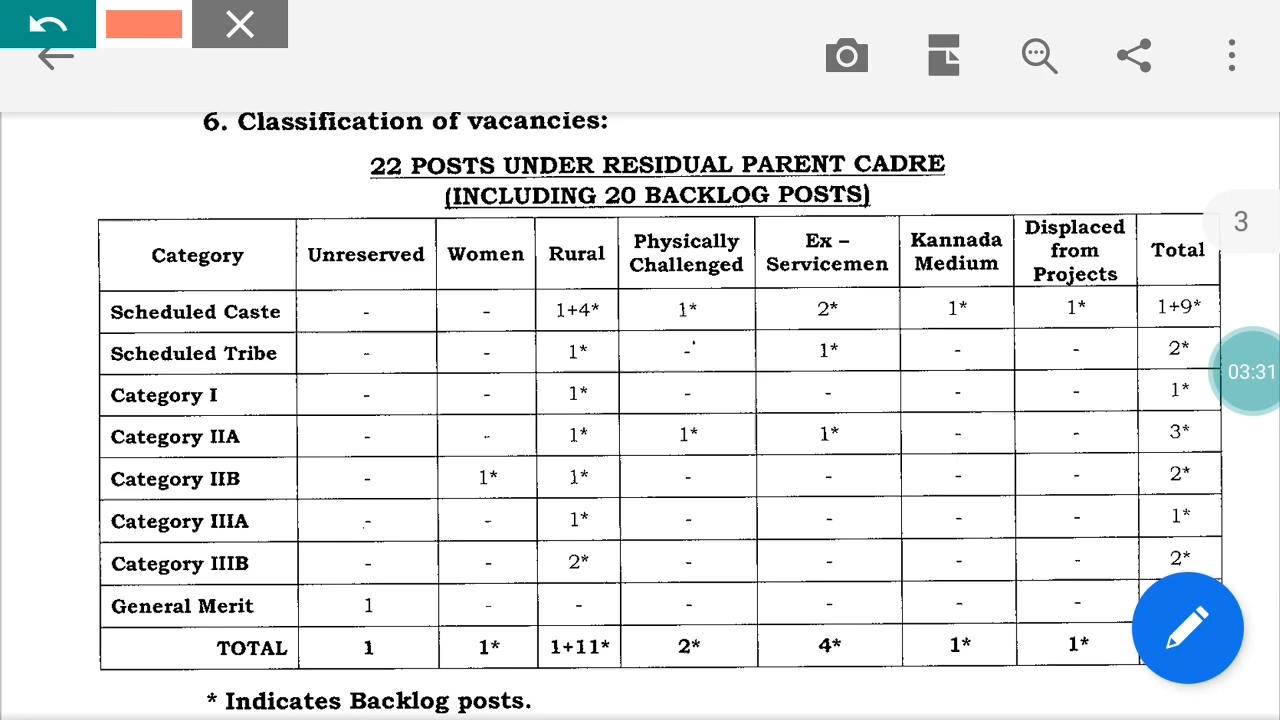 6. Classification of vacancies:
22 POSTS UNDER RESIDUAL PARENT CADRE
(INCLUDING 20 BACKLOG POSTS)
3
Category Unreserved Women Rural Physically Challenged Ex – Servicemen Kannada Medium Displaced from Projects Total
Scheduled Caste - - 1+4* 1* 2* 1* 1* 1+9*
Scheduled Tribe - - 1* - 1* - - 2*
03:31
Category I - - 1* - - - - 1*
Category IIA - - 1* 1* 1* - - 3*
Category IIB 1* 1* - - - - 2*
Category IIIA - - 1* - - - - 1*
Category IIIB - - 2* - - - - 2*
General Merit 1 - - - - - -
TOTAL 1 1* 1+11* 2* 4* 1* 1*
* Indicates Backlog posts.